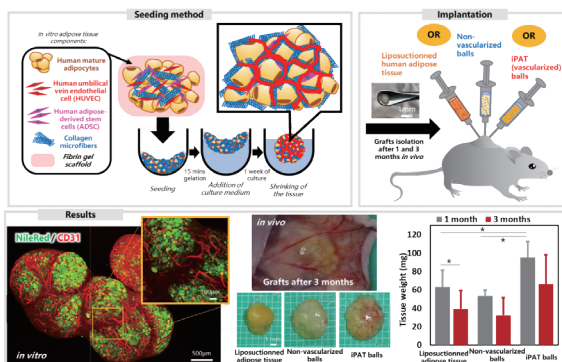 Seeding method
In vitro adipose tissue
components:
Human mature
adipocytes
Human umbilical
vein endothelial
cell (HUVEC)
Human adipose-
derived stem
cells (ADSC)
Collagen
microfibers
Fibrin gel
scaffold
15 mins
gelation
1 week of
culture
Seeding
Addition of
culture medium
Shrinking of
the tissue
Implantation
OR
OR
Liposuctionned
human adipose
tissue
Non-
vascularized
balls
iPAT
(vascularized)
balls
1mm
Grafts isolation
after 1 and 3
months in vivo
Results
NileRed/CD31
100µm
in vitro
500µm
in vivo
Grafts after 3 months
1 mm
Liposuctionned
adipose tissue
Non-vascularized
balls
iPAT balls
1 month
3 months
Tissue weight (mg)
120
100
80
60
40
20
0
*
*
*
Liposuctionned
adipose tissue
Non-vascularized
balls
iPAT balls